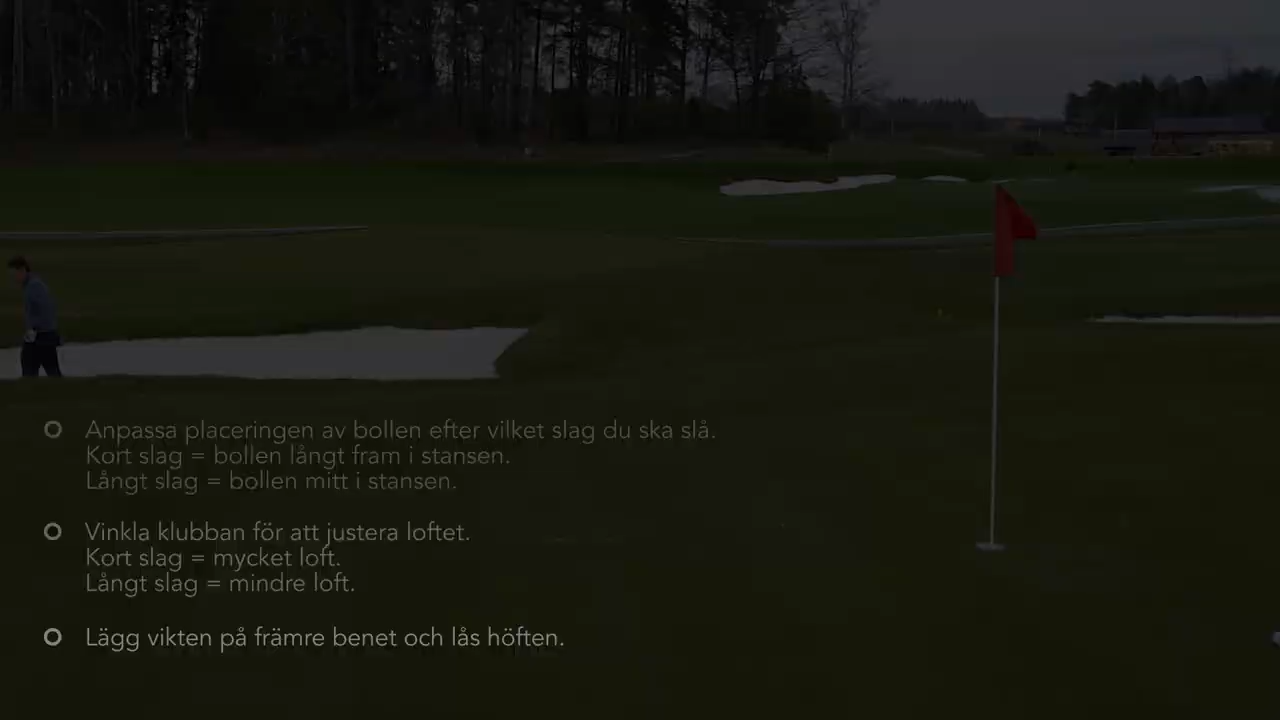 Anpassa placeringen av bollen efter vilket slag du ska slå.
Kort slag = bollen långt fram i stansen.
Långt slag = bollen mitt i stansen.
Vinkla klubban för att justera loftet.
Kort slag = mycket loft.
Långt slag = mindre loft.
Lägg vikten på främre benet och lås höften.